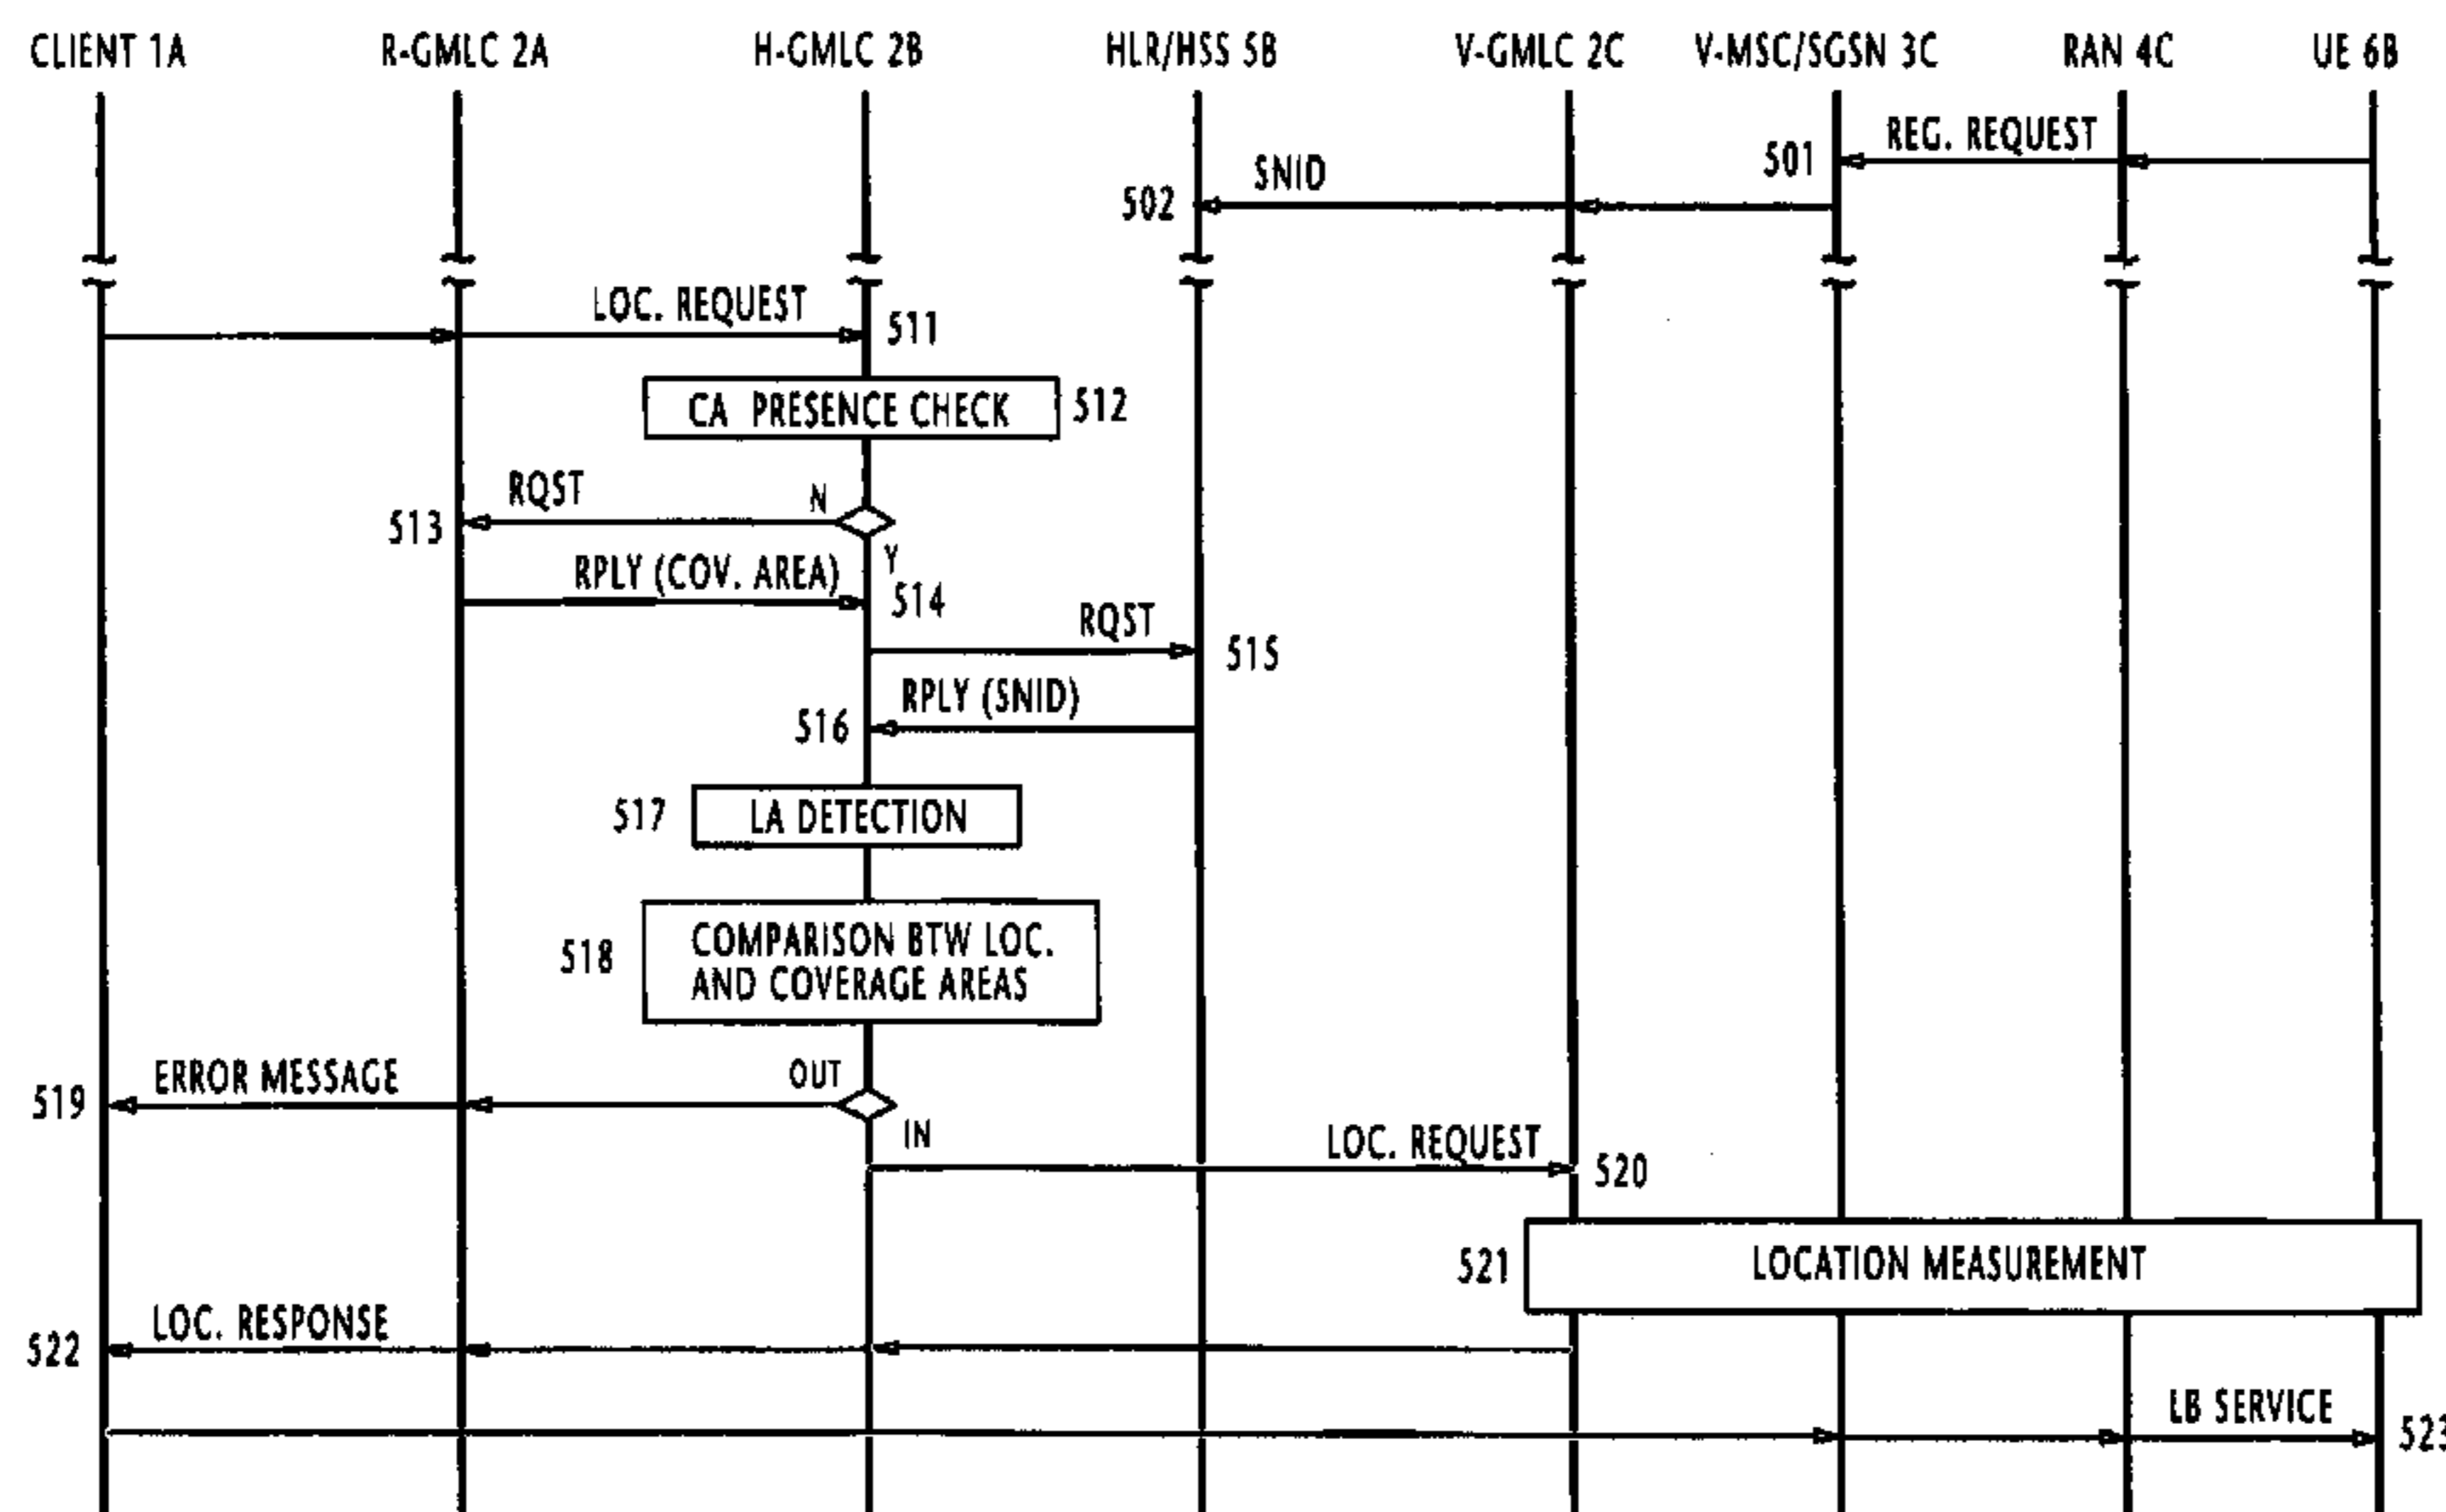 CLIENT 1A
R-GMLC 2A
H-GMLC 2B
HLR/HSS 5B
V-GMLC 2C
V-MSC/SGSN 3C
RAN 4C
UE 6B
REG. REQUEST
501
SNID
502
LOC. REQUEST
511
CA PRESENCE CHECK
512
RQST
N
513
Y
RPLY (COV. AREA)
514
RQST
515
RPLY (SNID)
516
LA DETECTION
517
COMPARISON BTW LOC.
AND COVERAGE AREAS
518
OUT
ERROR MESSAGE
519
IN
LOC. REQUEST
520
LOCATION MEASUREMENT
521
LOC. RESPONSE
522
LB SERVICE
523